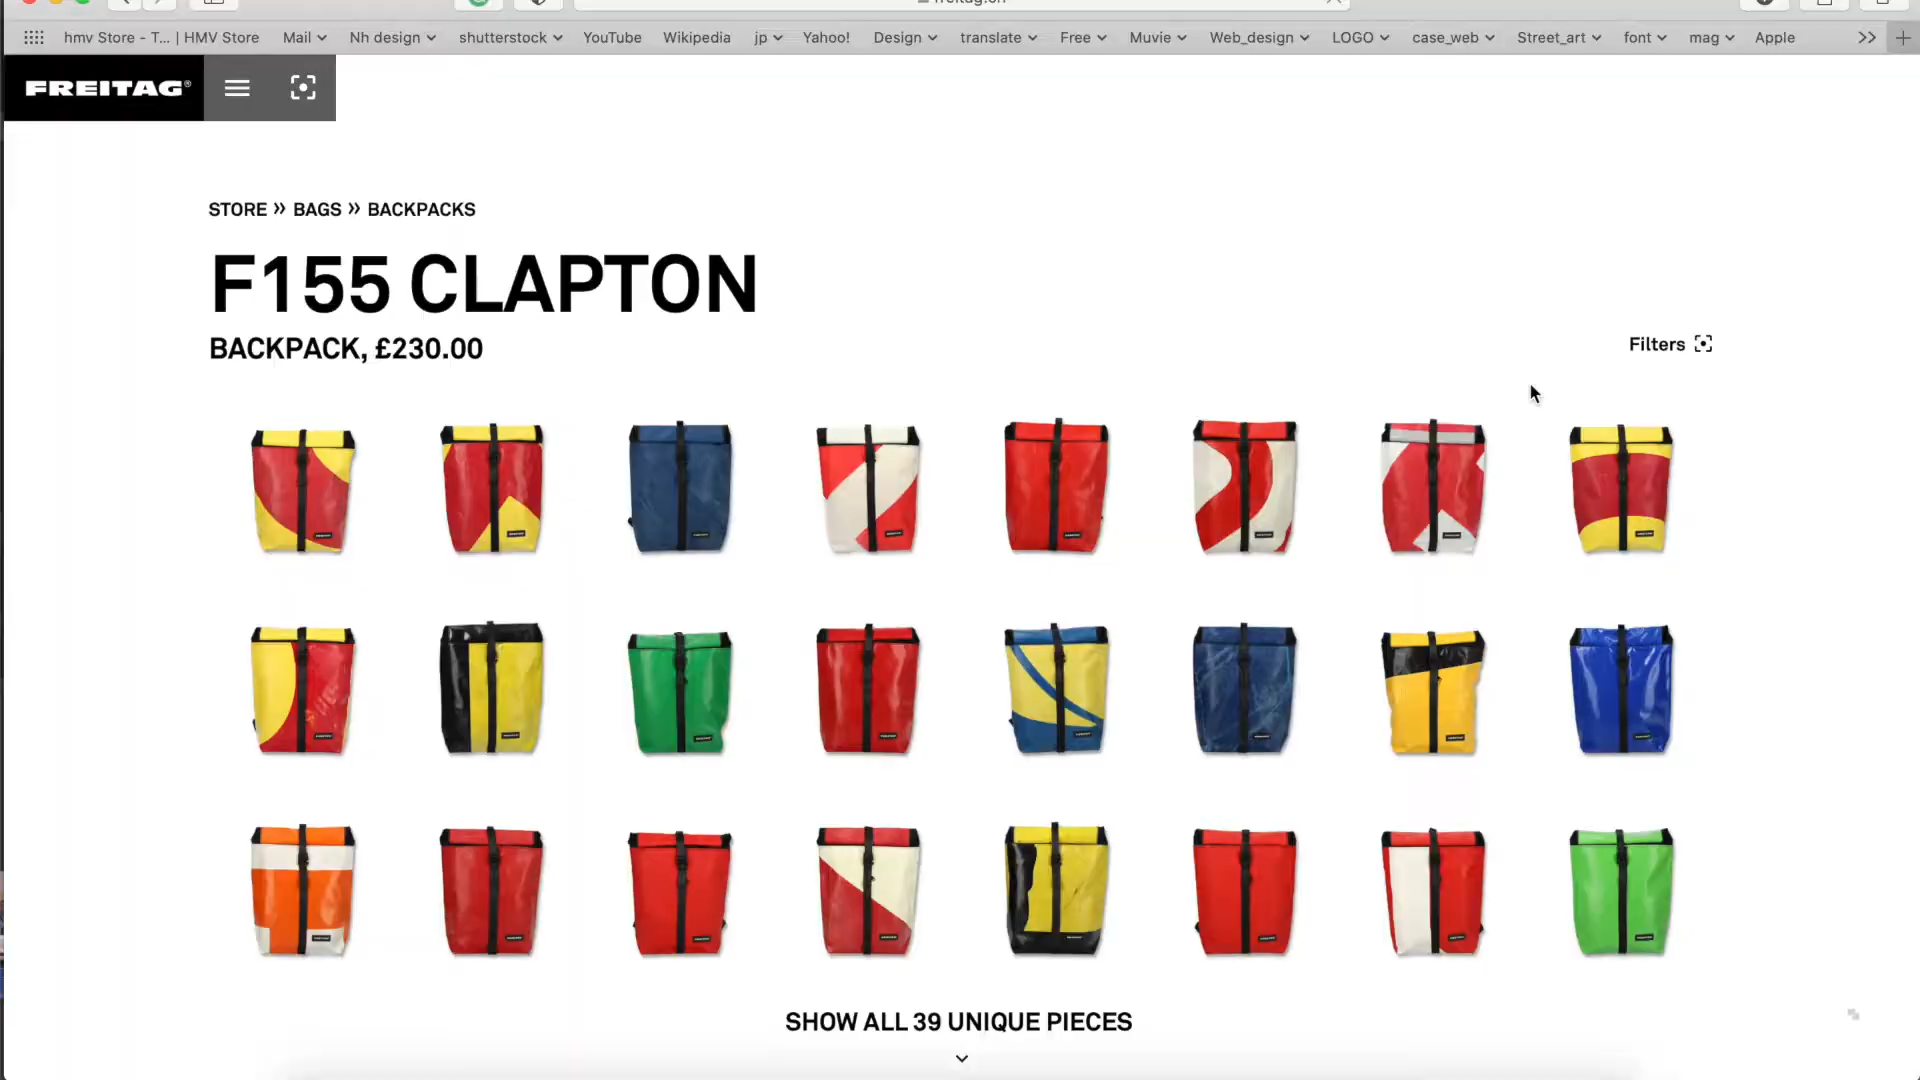 hmv Store - T... | HMV Store Mail Nh design shutterstock YouTube Wikipedia jp Yahoo! Design translate Free Muvie Web_design LOGO case_web Street_art font mag Apple
FREITAG®
STORE » BAGS » BACKPACKS
F155 CLAPTON
BACKPACK, £230.00
Filters
SHOW ALL 39 UNIQUE PIECES